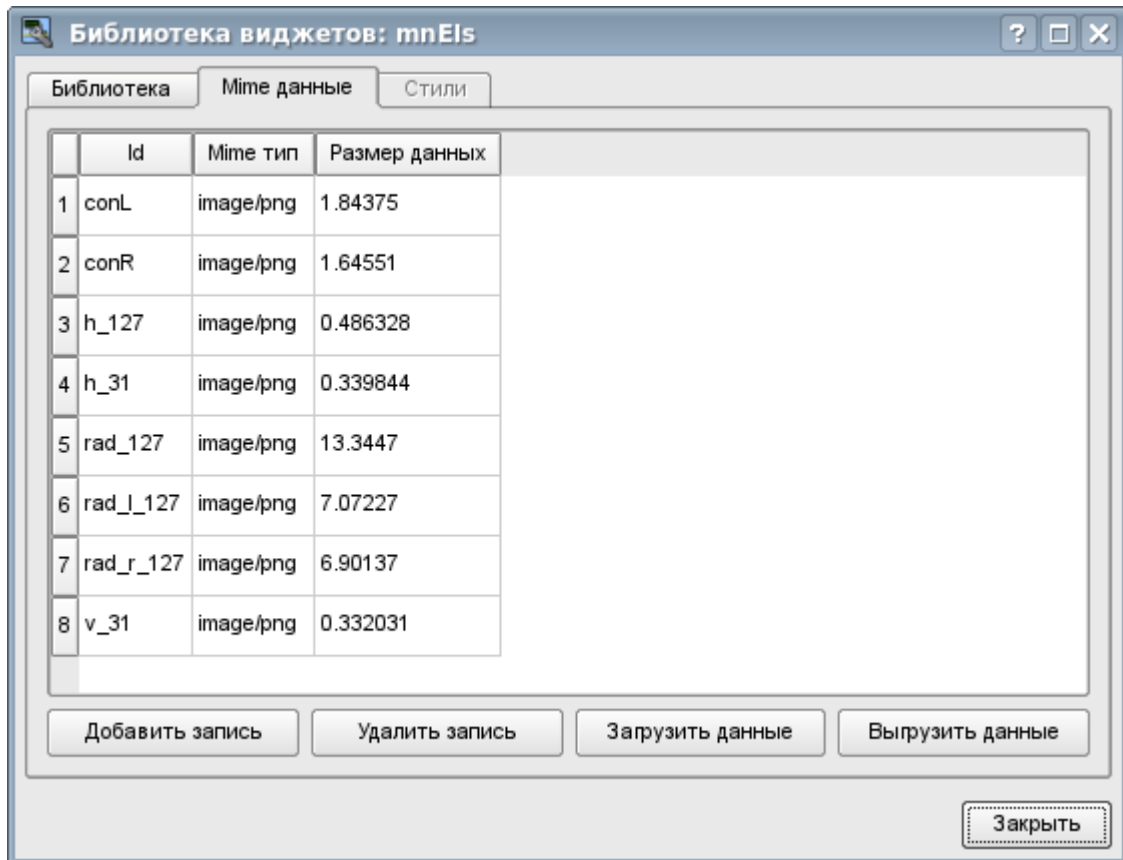 Библиотека виджетов: mnEls
Библиотека Mime данные Стили
Id Mime тип Размер данных
1 conL image/png 1.84375
2 conR image/png 1.64551
3 h_127 image/png 0.486328
4 h_31 image/png 0.339844
5 rad_127 image/png 13.3447
6 rad_l_127 image/png 7.07227
7 rad_r_127 image/png 6.90137
8 v_31 image/png 0.332031
Добавить запись Удалить запись Загрузить данные Выгрузить данные
Закрыть